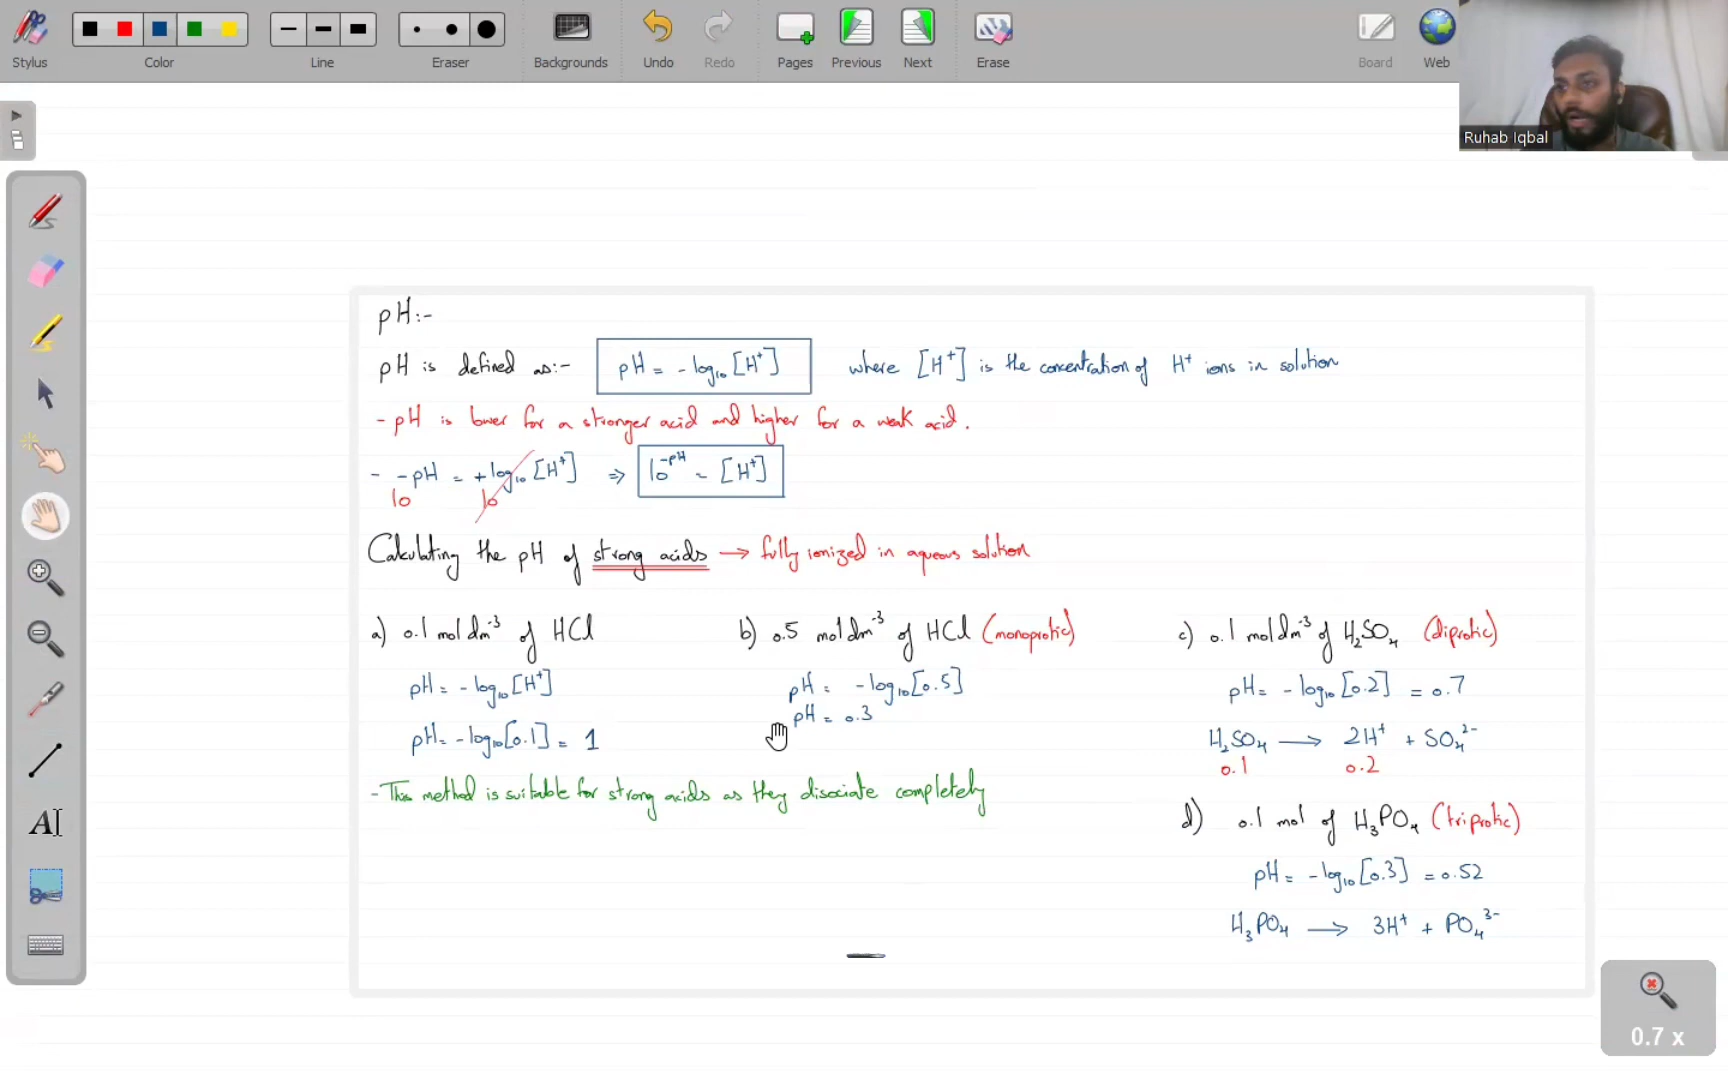 Stylus
Color
Line
Eraser
Backgrounds
Undo
Redo
Pages
Previous
Next
Erase
Board
Web
Ruhab Iqbal
pH:-
pH is defined as:- pH = -log₁₀[H⁺] where [H⁺] is the concentration of H⁺ ions in solution
- pH is lower for a stronger acid and higher for a weak acid.
- -pH = +log₁₀[H⁺] ⇒ 10^-pH = [H⁺]
10 10
Calculating the pH of strong acids → fully ionized in aqueous solution
a) 0.1 mol dm⁻³ of HCl
pH = -log₁₀[H⁺]
pH = -log₁₀[0.1] = 1
b) 0.5 mol dm⁻³ of HCl (monoprotic)
pH = -log₁₀[0.5]
pH = 0.3
- This method is suitable for strong acids as they disociate completely
c) 0.1 mol dm⁻³ of H₂SO₄ (diprotic)
pH = -log₁₀[0.2] = 0.7
H₂SO₄ → 2H⁺ + SO₄²⁻
0.1 0.2
d) 0.1 mol of H₃PO₄ (triprotic)
pH = -log₁₀[0.3] = 0.52
H₃PO₄ → 3H⁺ + PO₄³⁻
0.7 x